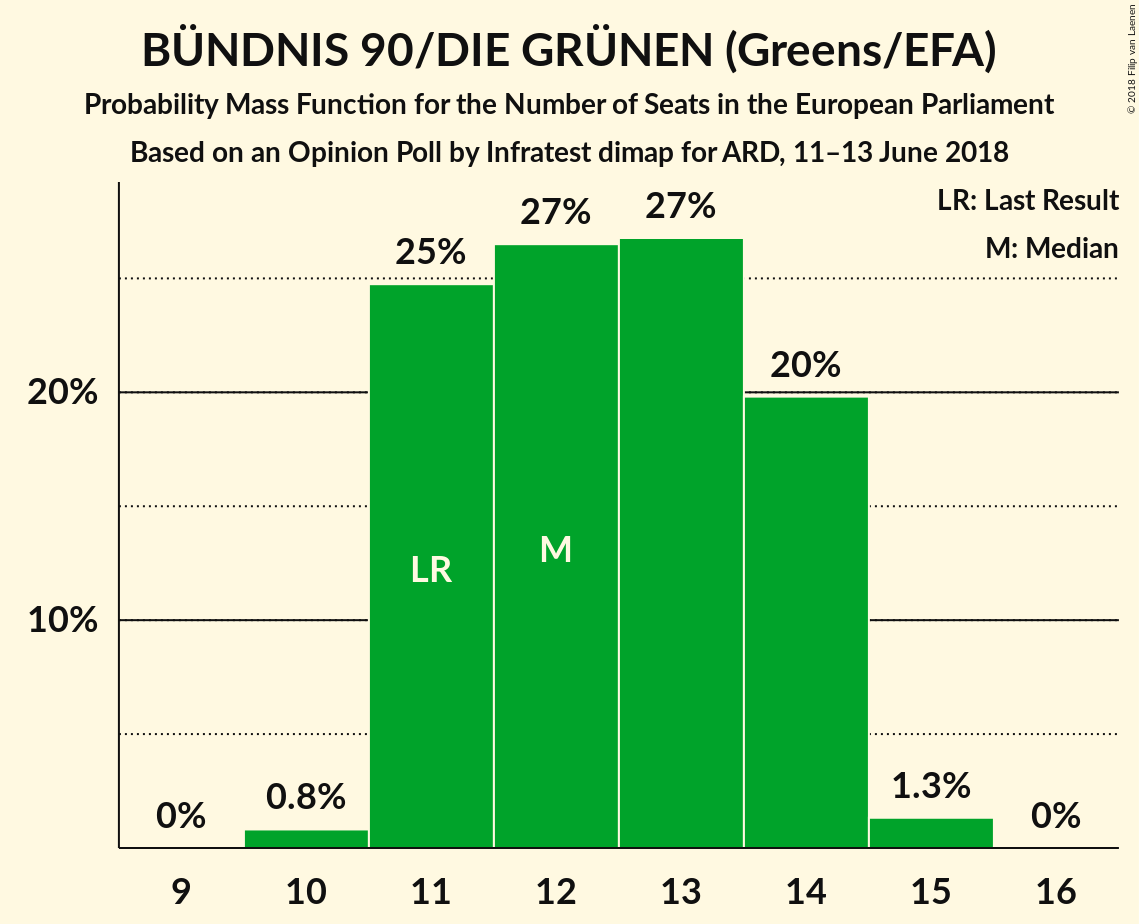 BÜNDNIS 90/DIE GRÜNEN (Greens/EFA)
Probability Mass Function for the Number of Seats in the European Parliament
Based on an Opinion Poll by Infratest dimap for ARD, 11–13 June 2018
© 2018 Filip van Laenen
LR: Last Result
M: Median
27%
27%
25%
20%
20%
LR
M
10%
0%
0.8%
1.3%
0%
9
10
11
12
13
14
15
16